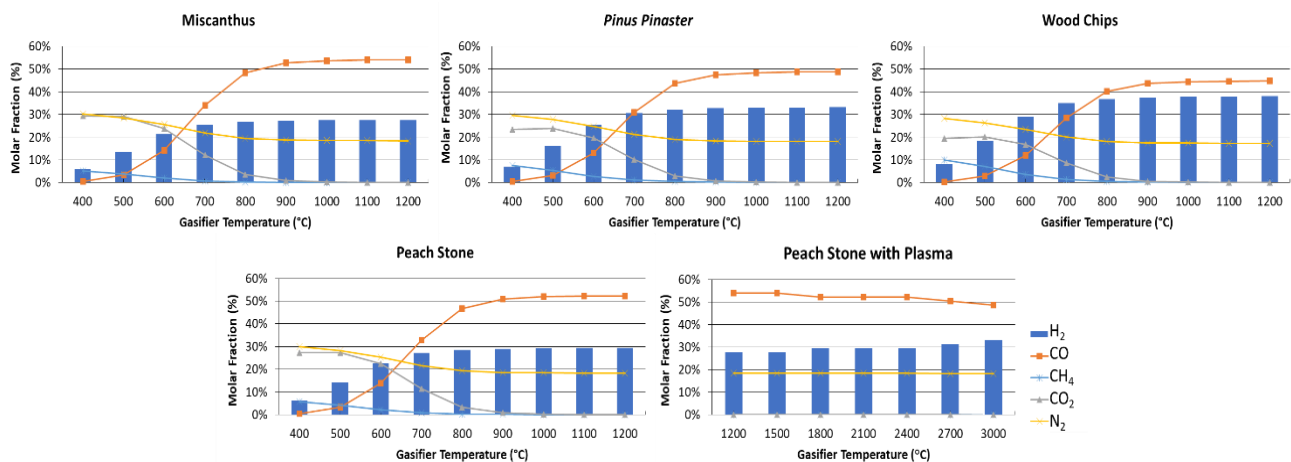 Miscanthus
Molar Fraction (%)
60%
50%
40%
30%
20%
10%
0%
400 500 600 700 800 900 1000 1100 1200
Gasifier Temperature (°C)
Pinus Pinaster
Molar Fraction (%)
60%
50%
40%
30%
20%
10%
0%
400 500 600 700 800 900 1000 1100 1200
Gasifier Temperature (°C)
Wood Chips
Molar Fraction (%)
60%
50%
40%
30%
20%
10%
0%
400 500 600 700 800 900 1000 1100 1200
Gasifier Temperature (°C)
Peach Stone
Molar Fraction (%)
60%
50%
40%
30%
20%
10%
0%
400 500 600 700 800 900 1000 1100 1200
Gasifier Temperature (°C)
Peach Stone with Plasma
Molar Fraction (%)
60%
50%
40%
30%
20%
10%
0%
1200 1500 1800 2100 2400 2700 3000
Gasifier Temperature (°C)
H₂
CO
CH₄
CO₂
N₂